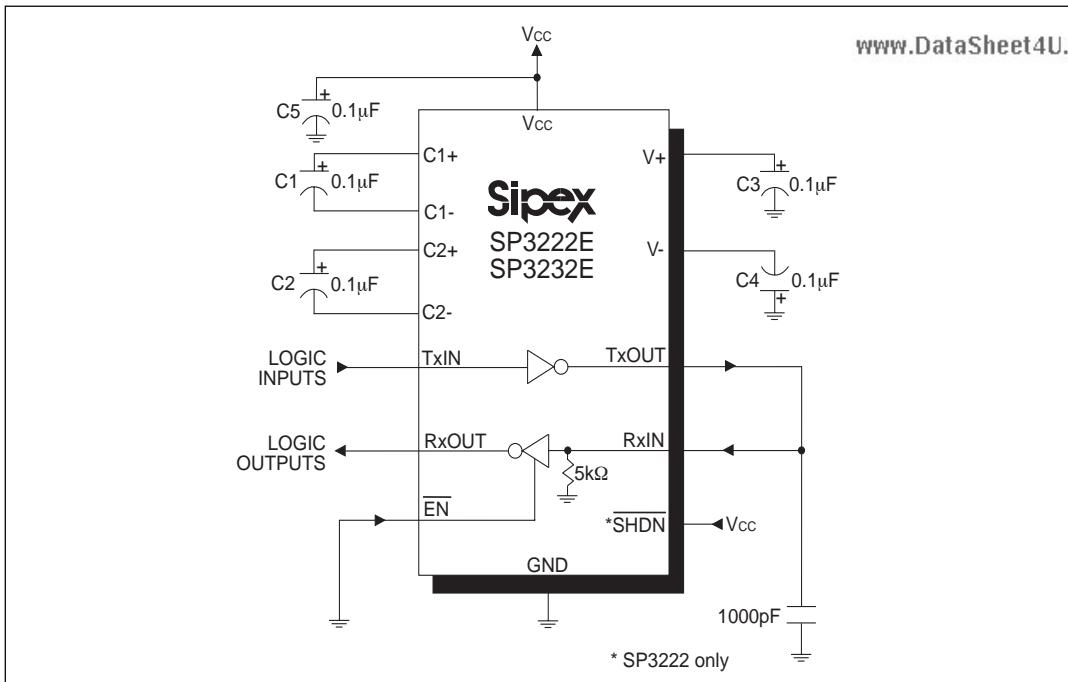 Vcc
www.DataSheet4U.
C5
+
0.1µF
Vcc
C1+
V+
C1
+
0.1µF
C3
+
0.1µF
C1-
Sipex
SP3222E
SP3232E
C2+
V-
C2
+
0.1µF
C4
0.1µF
+
C2-
LOGIC
INPUTS
TxIN
TxOUT
LOGIC
OUTPUTS
RxOUT
RxIN
5kΩ
EN
*SHDN
Vcc
GND
1000pF
* SP3222 only